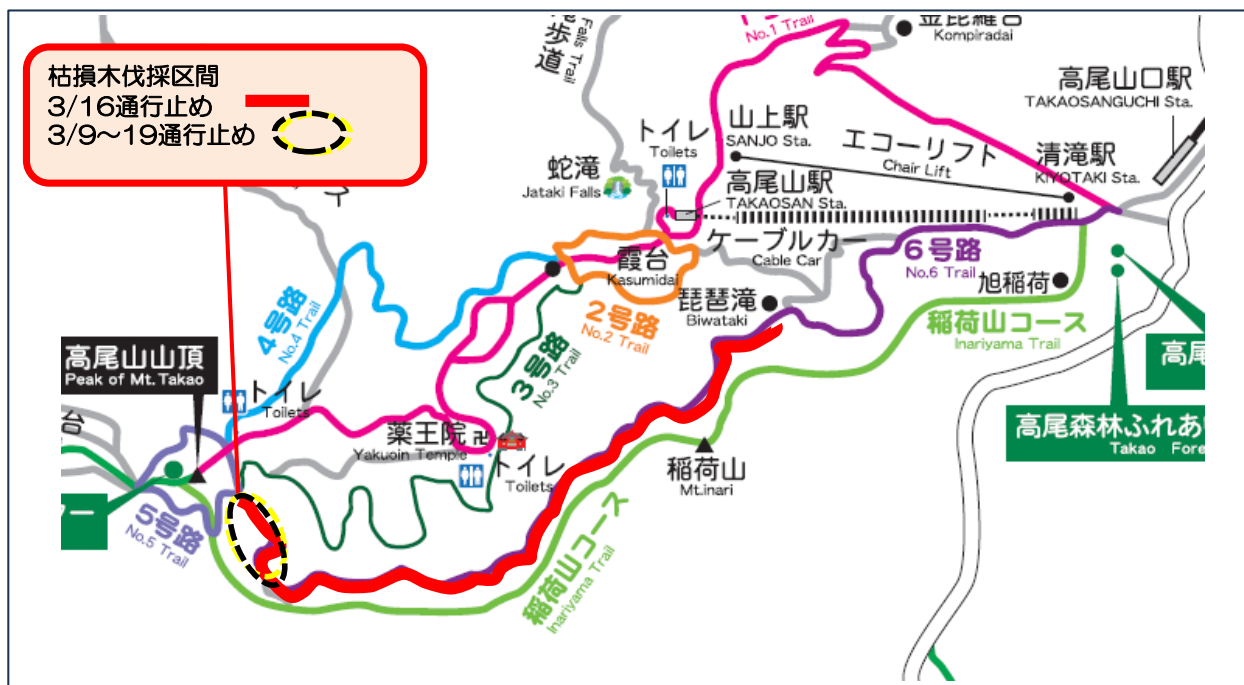 枯損木伐採区間
3/16通行止め
3/9～19通行止め
No.1 Trail
Kompiradai
歩道
Falls Trail
高尾山口駅
TAKAOSANGUCHI Sta.
山上駅
SANJO Sta.
エコーリフト
Chair Lift
清滝駅
KIYOTAKI Sta.
トイレ
Toilets
蛇滝
Jataki Falls
高尾山駅
TAKAOSAN Sta.
ケーブルカー
Cable Car
霞台
Kasumidai
6号路
No.6 Trail
旭稲荷
琵琶滝
Biwataki
2号路
No.2 Trail
稲荷山コース
Inariyama Trail
4号路
No.4 Trail
3号路
No.3 Trail
高尾山山頂
Peak of Mt.Takao
トイレ
Toilets
薬王院
Yakuoin Temple
トイレ
Toilets
稲荷山
Mt.inari
高尾
高尾森林ふれあい
Takao Fore
台
ー
5号路
No.5 Trail
稲荷山コース
Inariyama Trail